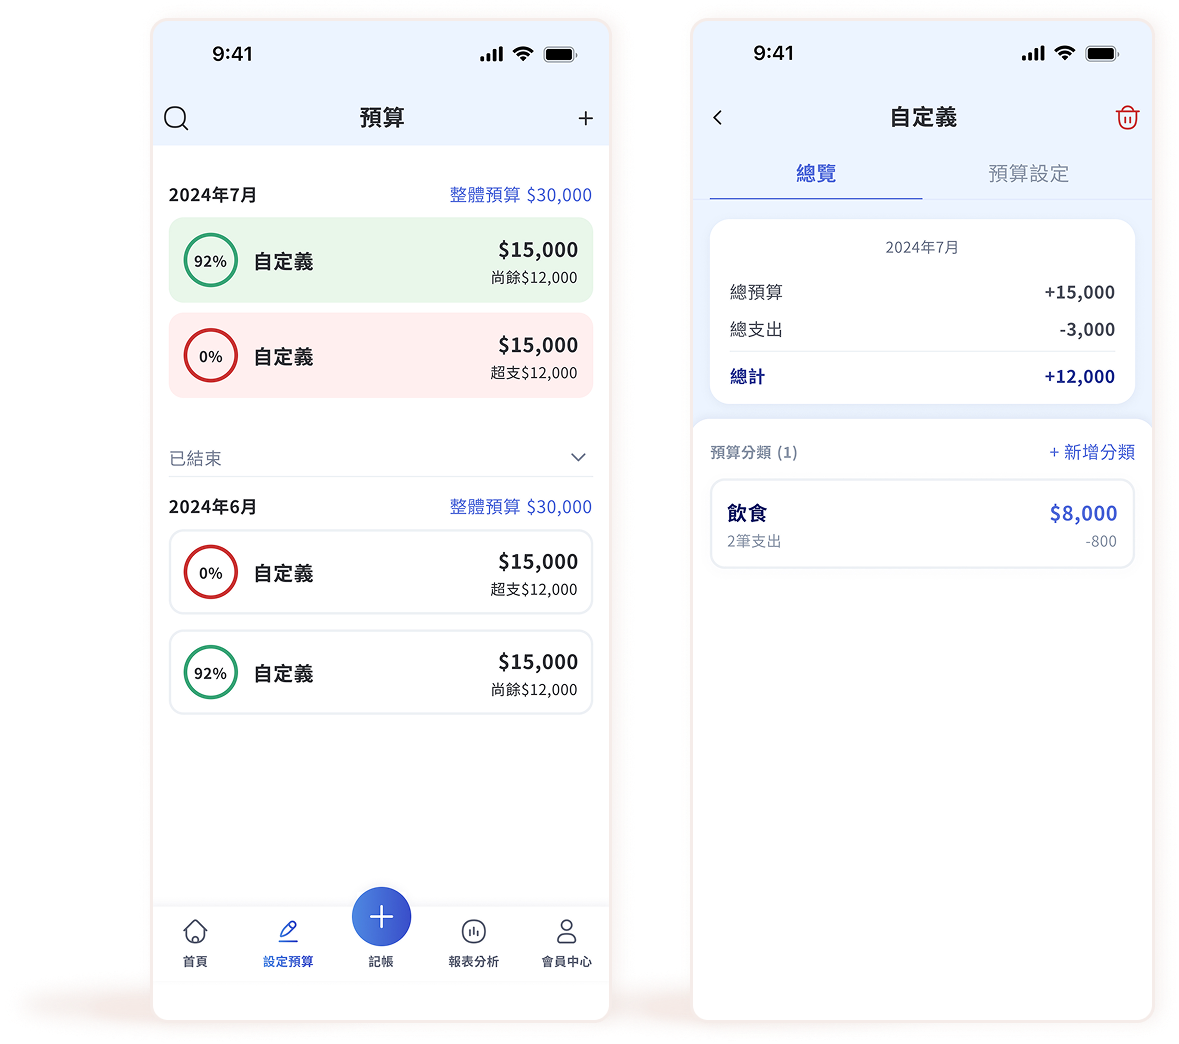 9:41
預算
2024年7月 整體預算 $30,000
92% 自定義 $15,000
尚餘$12,000
0% 自定義 $15,000
超支$12,000
已結束
2024年6月 整體預算 $30,000
0% 自定義 $15,000
超支$12,000
92% 自定義 $15,000
尚餘$12,000
首頁 設定預算 記帳 報表分析 會員中心
9:41
自定義
總覽 預算設定
2024年7月
總預算 +15,000
總支出 -3,000
總計 +12,000
預算分類 (1) + 新增分類
飲食 $8,000
2筆支出 -800